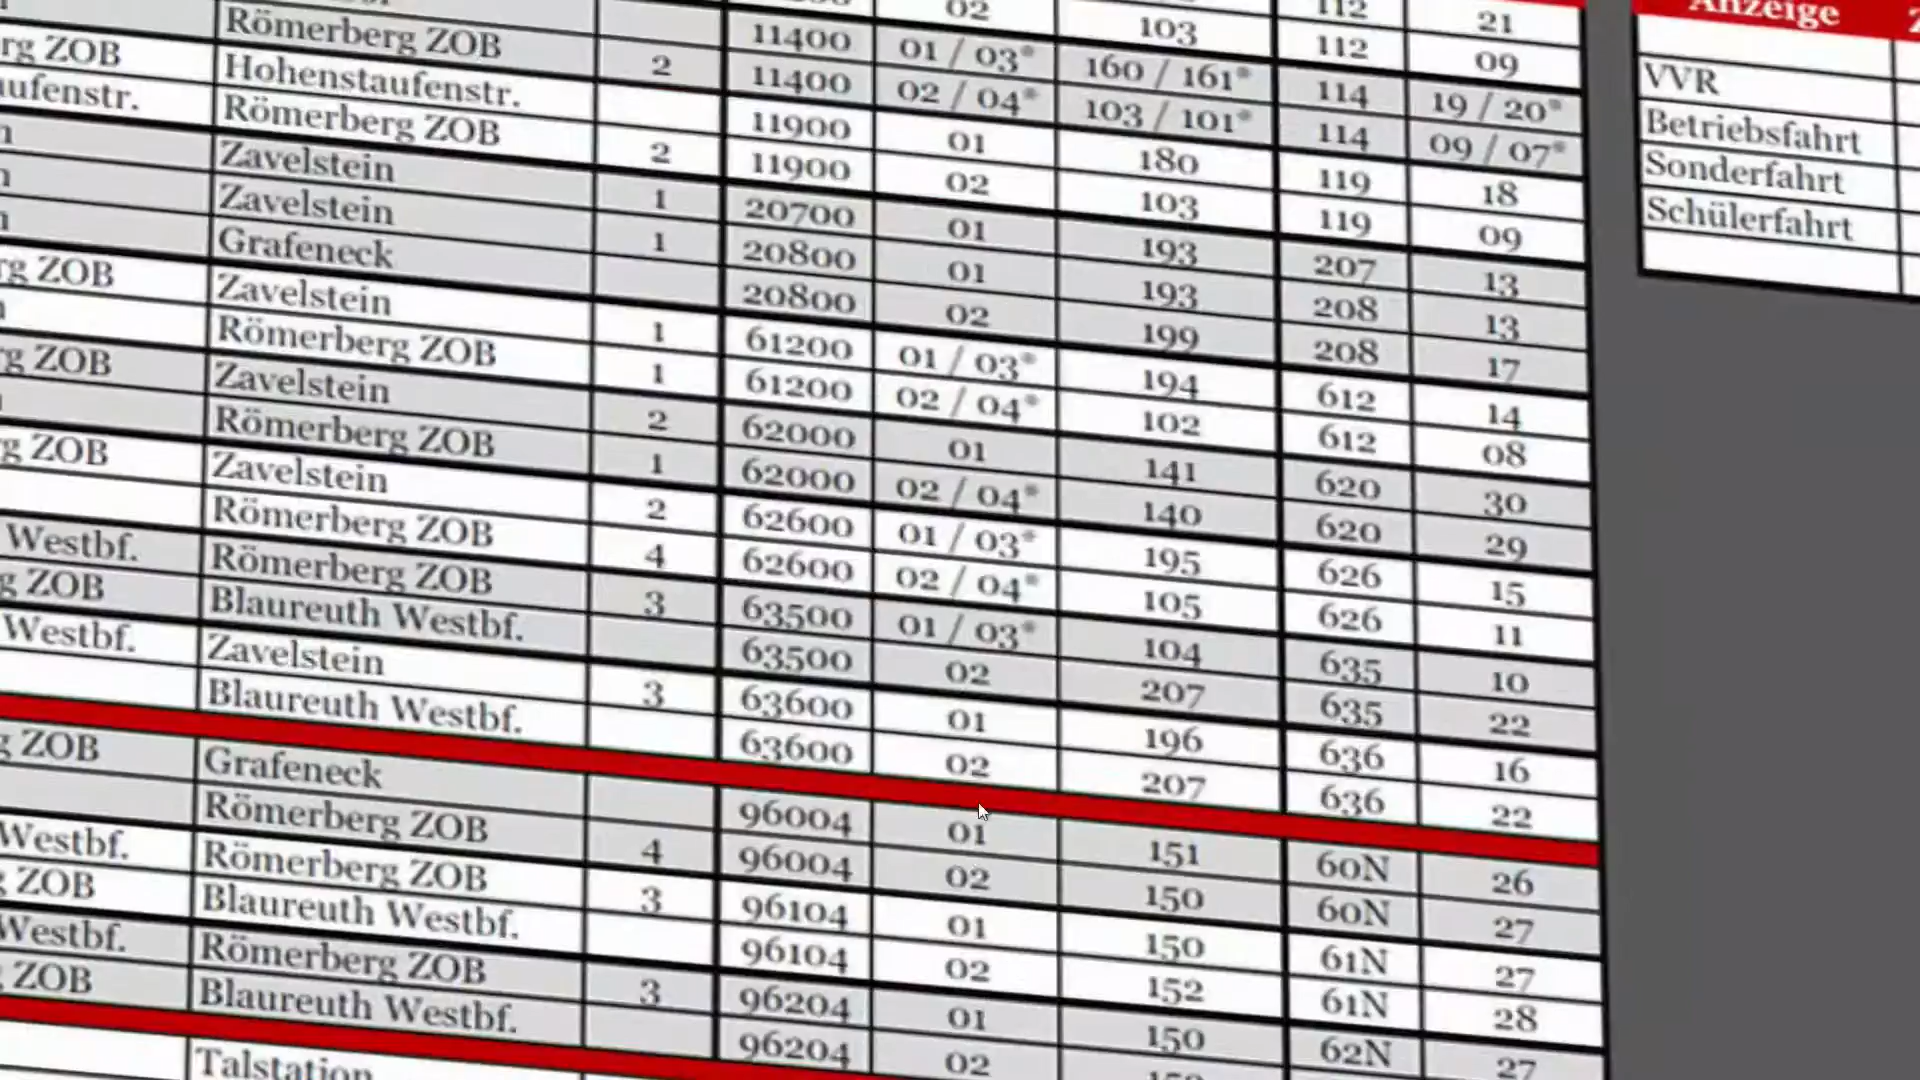 112 21
02 103 112 09
11400 01 / 03* 160 / 161* 114 19 / 20*
Römerberg ZOB 2 11400 02 / 04* 103 / 101* 114 09 / 07*
ZOB Hohenstaufenstr. 11900 01 180 119 18
Römerberg ZOB 2 11900 02 103 119 09
Zavelstein 1 20700 01 193 207 13
Zavelstein 1 20800 01 193 208 13
Grafeneck 20800 02 199 208 17
ZOB Zavelstein 1 61200 01 / 03* 194 612 14
Römerberg ZOB 1 61200 02 / 04* 102 612 08
ZOB Zavelstein 2 62000 01 141 620 30
Römerberg ZOB 1 62000 02 / 04* 140 620 29
ZOB Zavelstein 2 62600 01 / 03* 195 626 15
Römerberg ZOB 4 62600 02 / 04* 105 626 11
Westbf. Römerberg ZOB 3 63500 01 / 03* 104 635 10
ZOB Blaureuth Westbf. 63500 02 207 635 22
Westbf. Zavelstein 3 63600 01 196 636 16
Blaureuth Westbf. 63600 02 207 636 22
ZOB Grafeneck 96004 01 151 60N 26
Römerberg ZOB 4 96004 02 150 60N 27
Westbf. Römerberg ZOB 3 96104 01 150 61N 27
ZOB Blaureuth Westbf. 96104 02 152 61N 28
Westbf. Römerberg ZOB 3 96204 01 150 62N 27
ZOB Blaureuth Westbf. 96204 02
Talstation
Anzeige
VVR
Betriebsfahrt
Sonderfahrt
Schülerfahrt